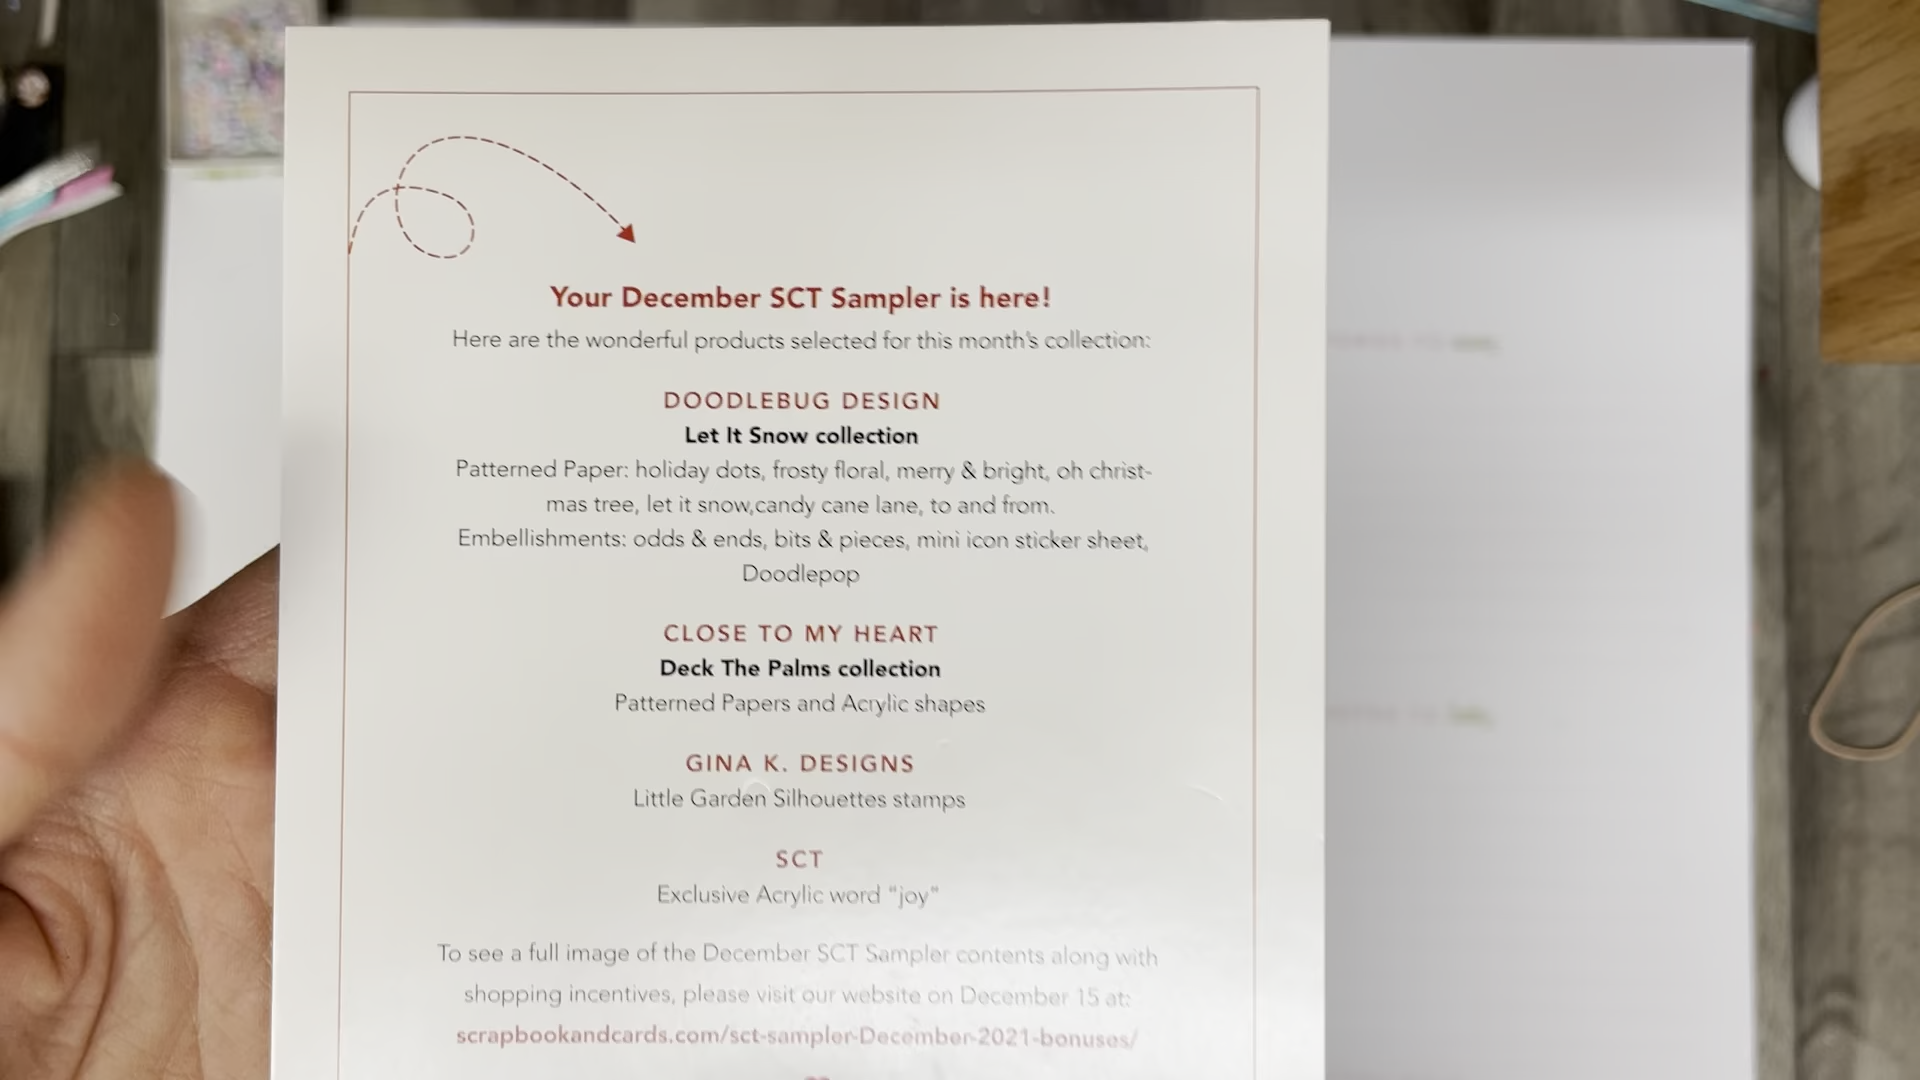 Your December SCT Sampler is here!
Here are the wonderful products selected for this month's collection:
DOODLEBUG DESIGN
Let It Snow collection
Patterned Paper: holiday dots, frosty floral, merry & bright, oh christ-
mas tree, let it snow,candy cane lane, to and from.
Embellishments: odds & ends, bits & pieces, mini icon sticker sheet,
Doodlepop
CLOSE TO MY HEART
Deck The Palms collection
Patterned Papers and Acrylic shapes
GINA K. DESIGNS
Little Garden Silhouettes stamps
SCT
Exclusive Acrylic word "joy"
To see a full image of the December SCT Sampler contents along with
shopping incentives, please visit our website on December 15 at:
scrapbookandcards.com/sct-sampler-December-2021-bonuses/